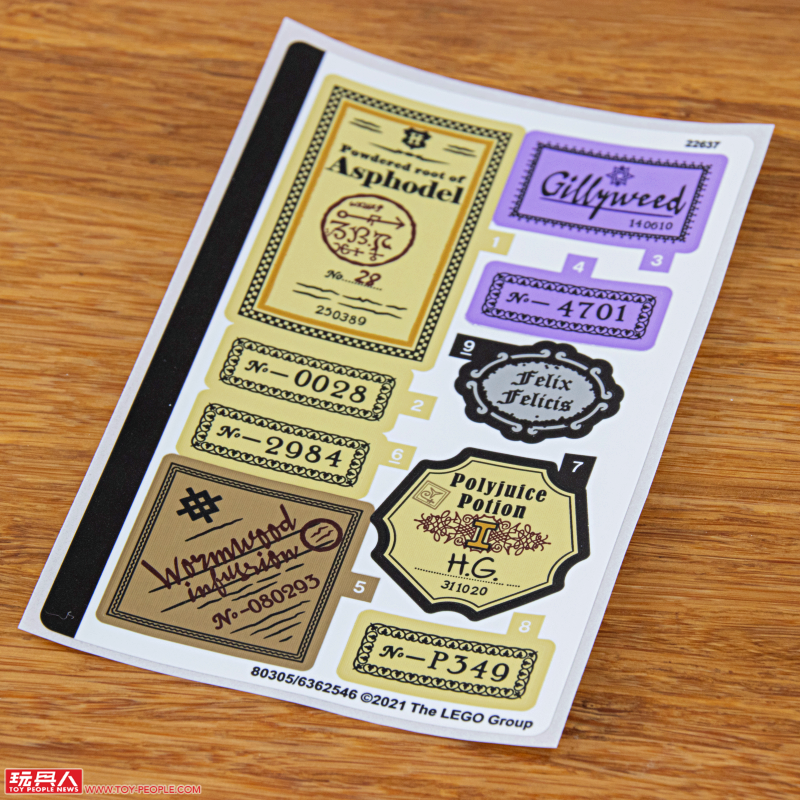 22637
H
Powdered root of
Asphodel
No. 28
250389
1
Gillyweed
140610
3
4
No-4701
No-0028
2
9
Felix
Felicis
No-2984
6
7
Polyjuice
Potion
H.G.
311020
Wormwood
infusion
No-080293
5
8
No-P349
80305/6362546 ©2021 The LEGO Group
玩具人
TOY PEOPLE NEWS
WWW.TOY-PEOPLE.COM